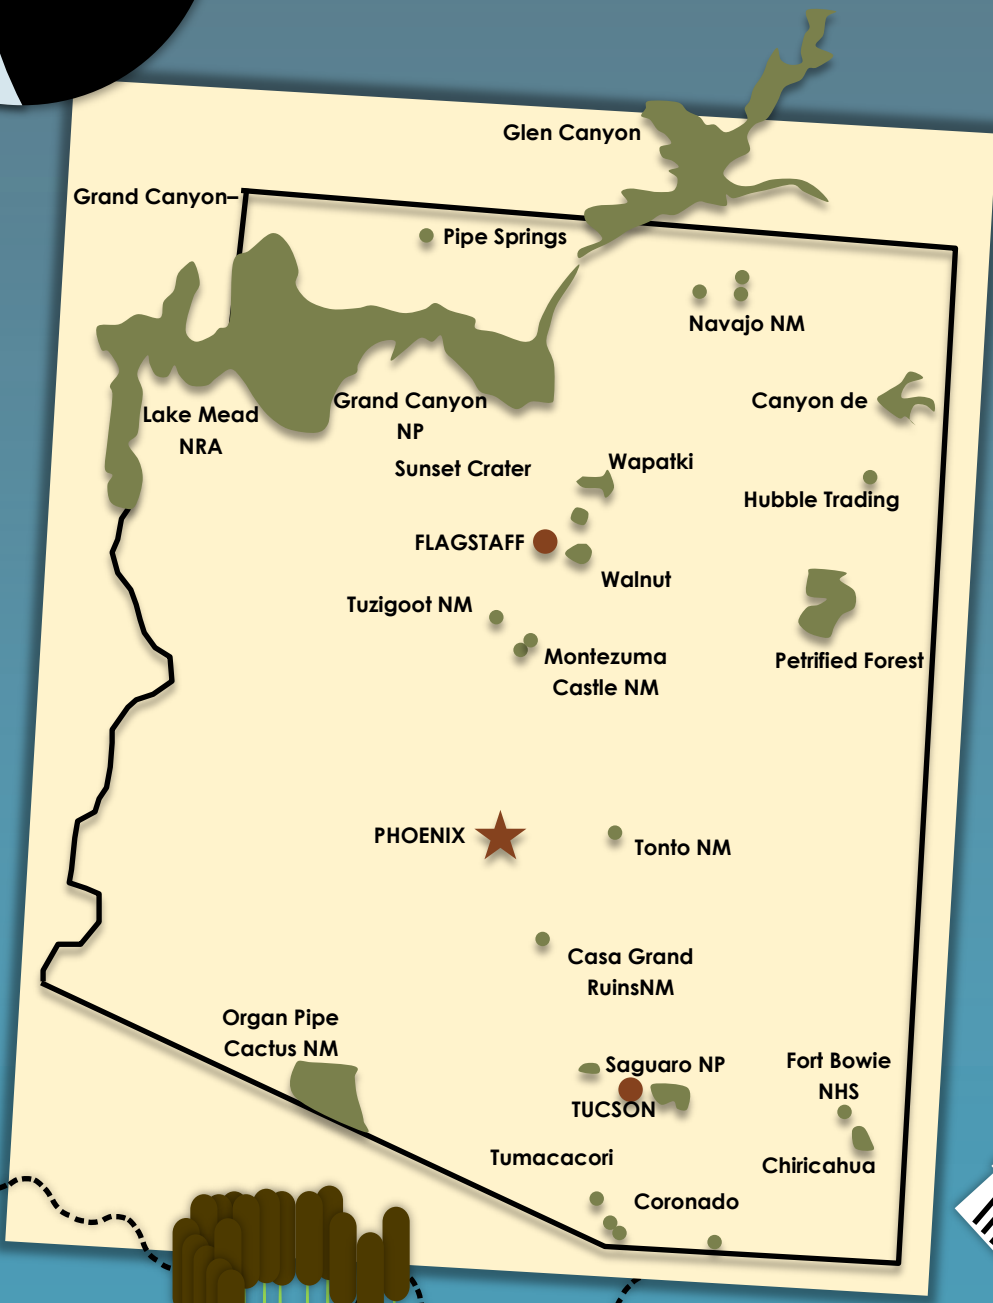 Glen Canyon
Grand Canyon–
Pipe Springs
Navajo NM
Lake Mead
NRA
Grand Canyon
NP
Canyon de
Sunset Crater
Wapatki
Hubble Trading
FLAGSTAFF
Walnut
Tuzigoot NM
Montezuma
Castle NM
Petrified Forest
PHOENIX
Tonto NM
Casa Grand
RuinsNM
Organ Pipe
Cactus NM
Saguaro NP
TUCSON
Fort Bowie
NHS
Tumacacori
Chiricahua
Coronado